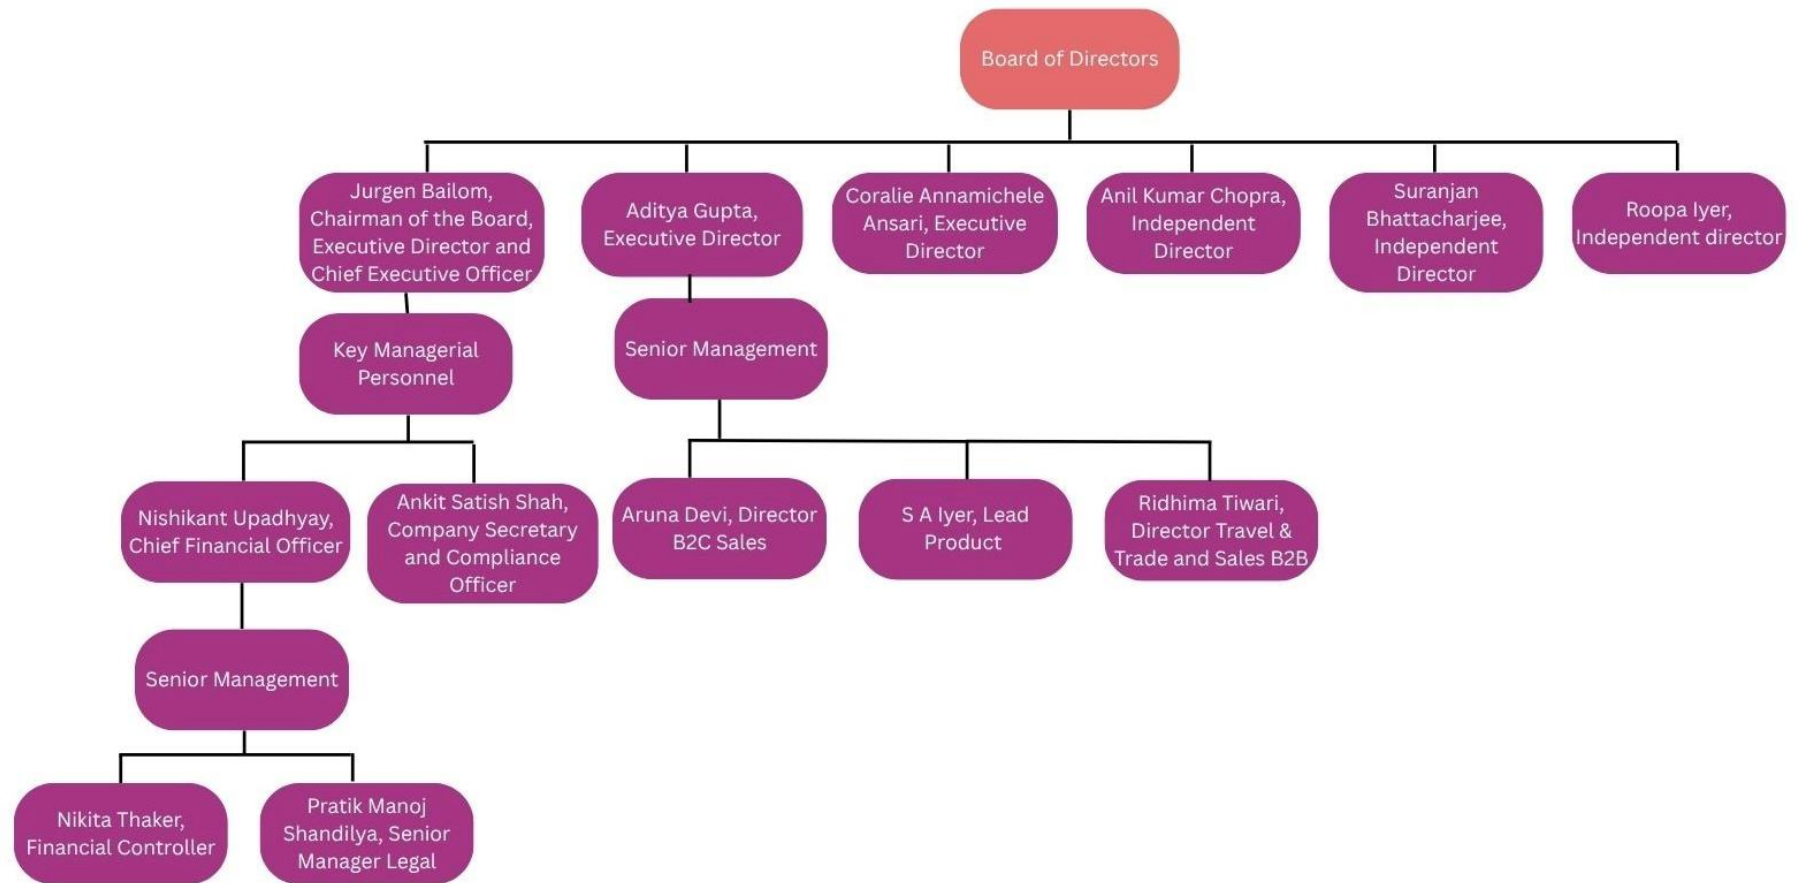 Board of Directors
Jurgen Bailom,
Chairman of the Board,
Executive Director and
Chief Executive Officer
Aditya Gupta,
Executive Director
Coralie Annamichele
Ansari, Executive
Director
Anil Kumar Chopra,
Independent
Director
Suranjan
Bhattacharjee,
Independent
Director
Roopa Iyer,
Independent director
Key Managerial
Personnel
Senior Management
Nishikant Upadhyay,
Chief Financial Officer
Ankit Satish Shah,
Company Secretary
and Compliance
Officer
Aruna Devi, Director
B2C Sales
S A Iyer, Lead
Product
Ridhima Tiwari,
Director Travel &
Trade and Sales B2B
Senior Management
Nikita Thaker,
Financial Controller
Pratik Manoj
Shandilya, Senior
Manager Legal